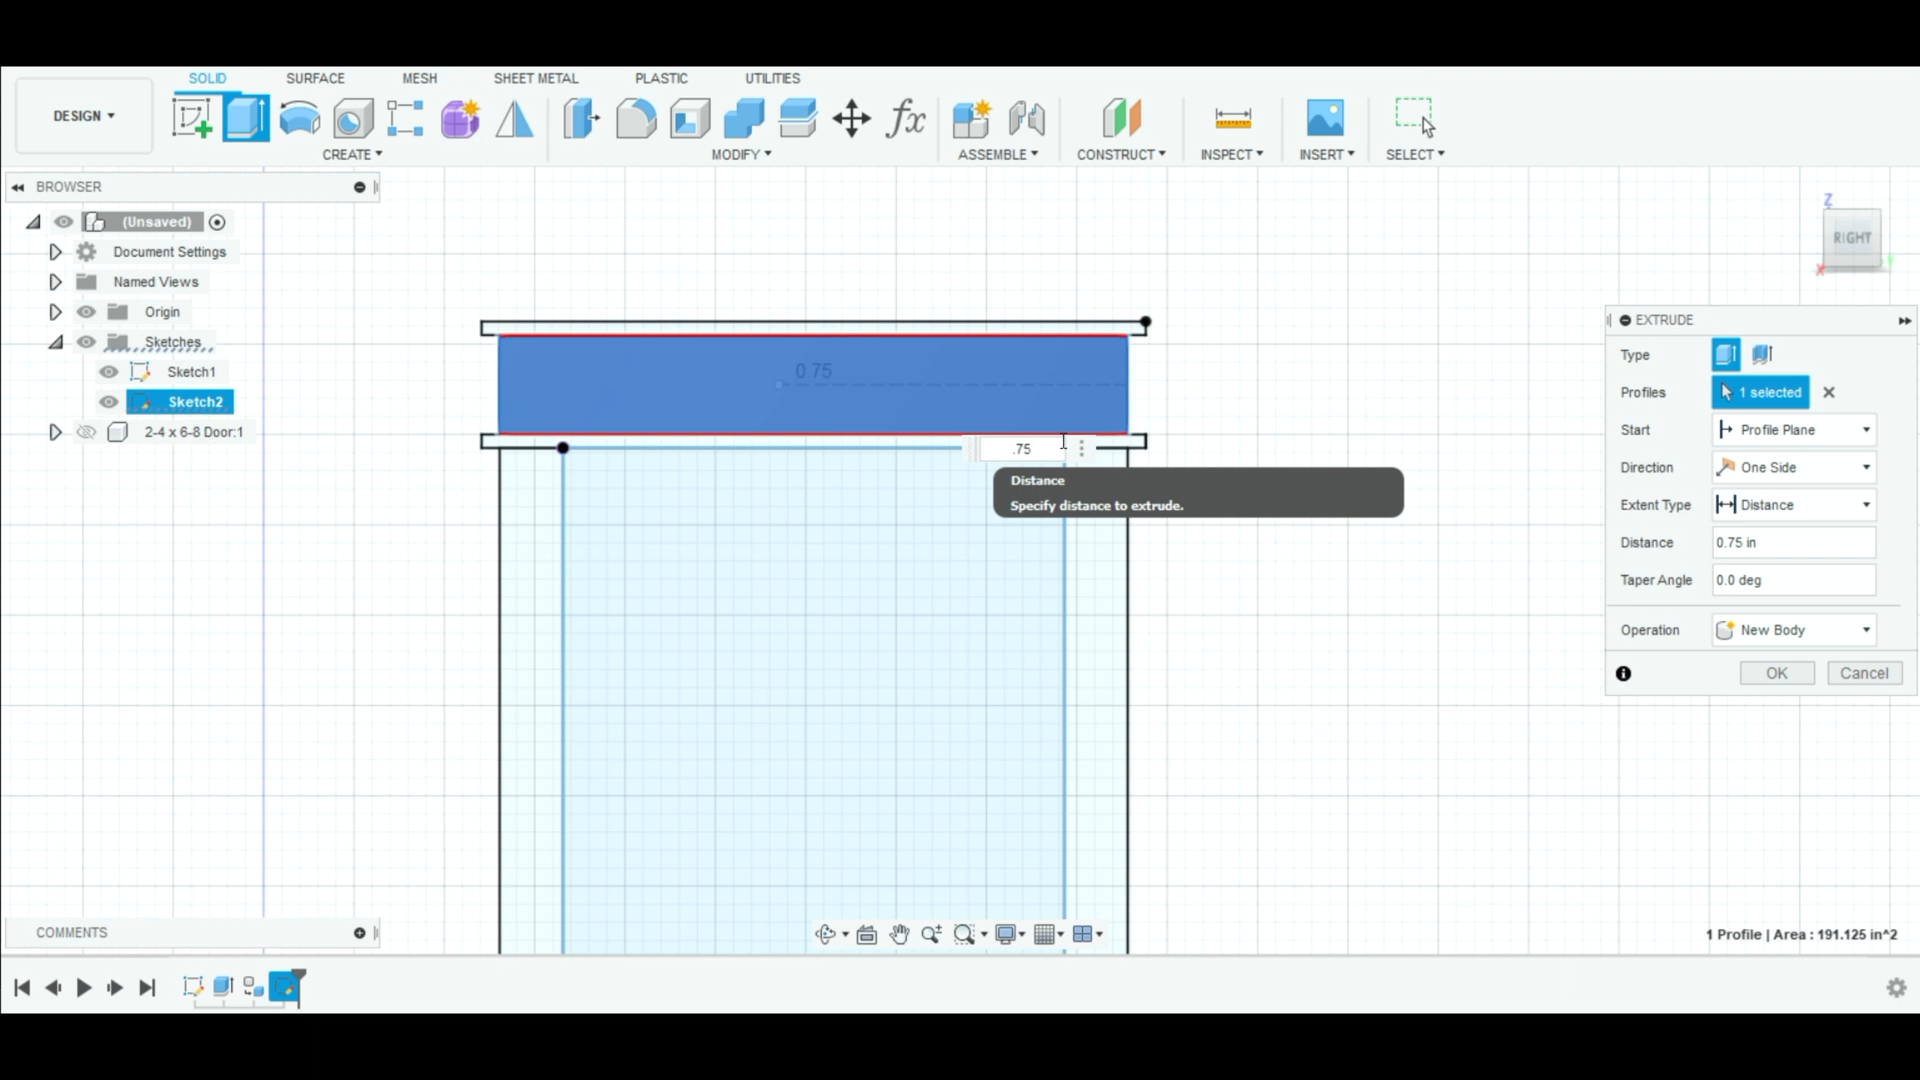 SOLID SURFACE MESH SHEET METAL PLASTIC UTILITIES
DESIGN
CREATE MODIFY ASSEMBLE CONSTRUCT INSPECT INSERT SELECT
fx
BROWSER
(Unsaved)
Document Settings
Named Views
Origin
Sketches
Sketch1
Sketch2
2-4 x 6-8 Door:1
Z
RIGHT
X Y
0.75
.75
Distance
Specify distance to extrude.
EXTRUDE
Type
Profiles 1 selected
Start Profile Plane
Direction One Side
Extent Type Distance
Distance 0.75 in
Taper Angle 0.0 deg
Operation New Body
OK Cancel
COMMENTS
1 Profile | Area : 191.125 in^2